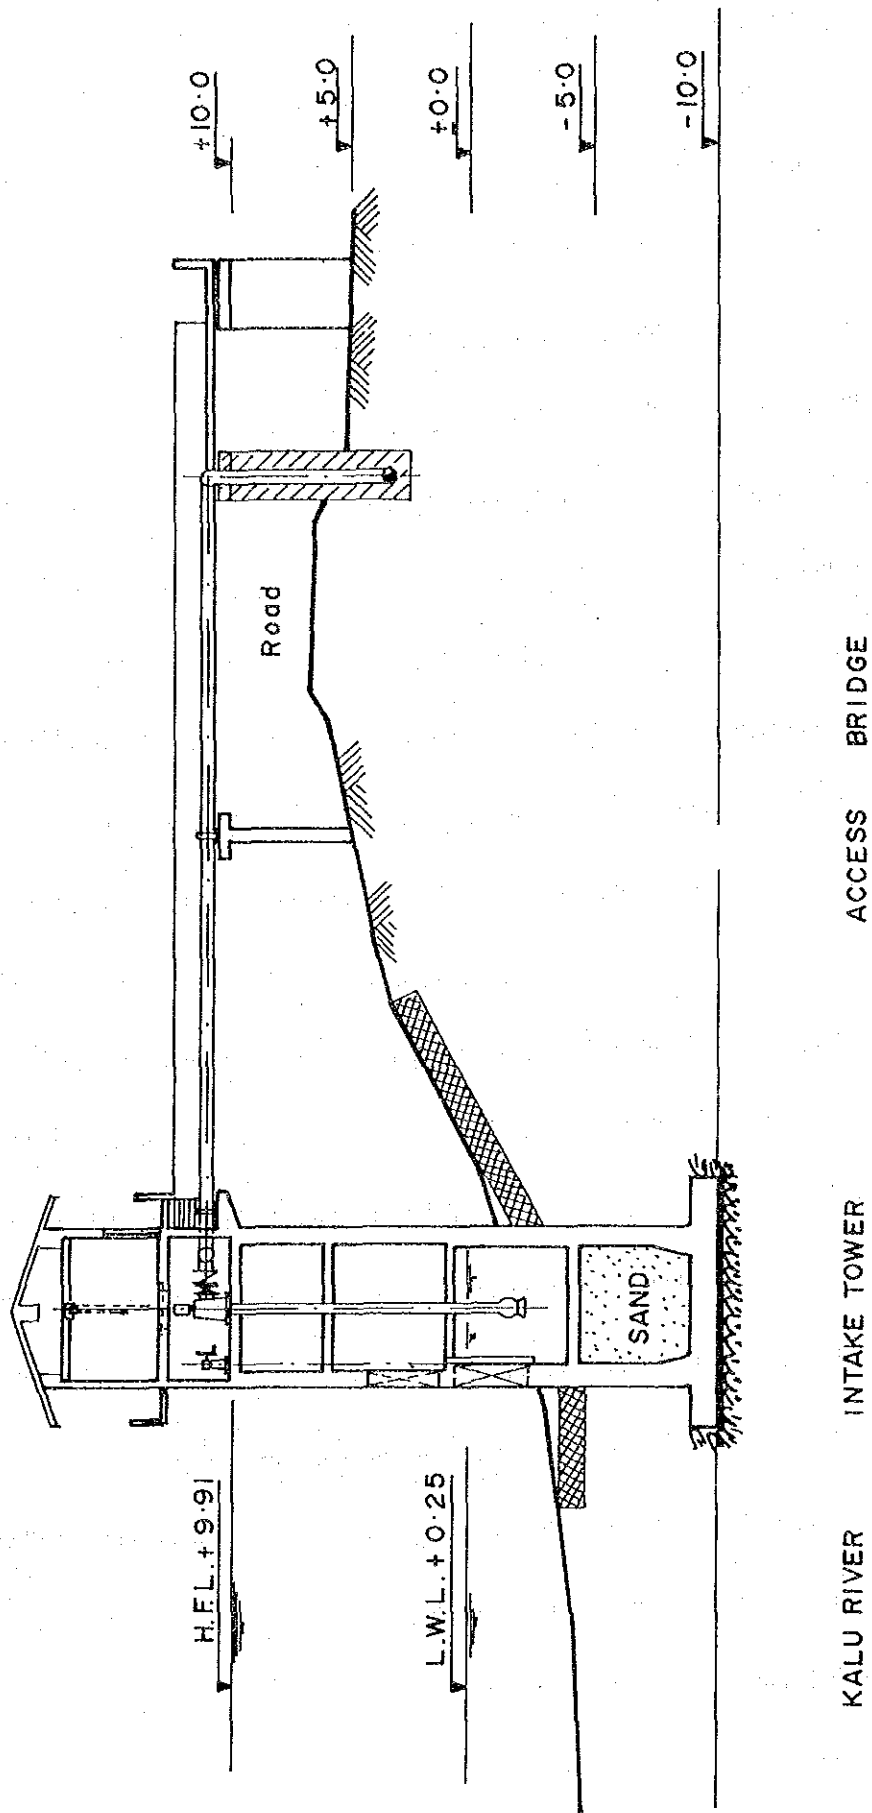 H.F.L. + 9.91
L.W.L. + 0.25
SAND
Road
+10.0
+5.0
±0.0
-5.0
-10.0
KALU RIVER
INTAKE TOWER
ACCESS BRIDGE